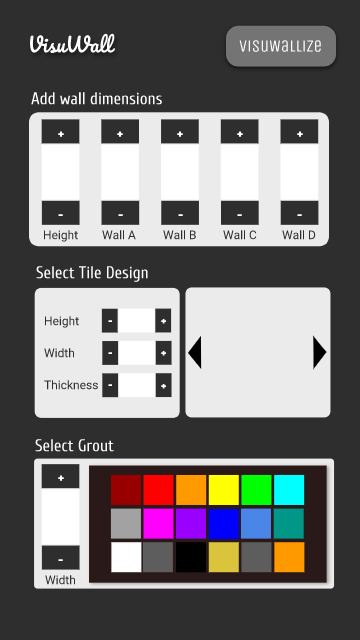 VisuWall
VISUWALLIZE
Add wall dimensions
+ + + + +
- - - - -
Height Wall A Wall B Wall C Wall D
Select Tile Design
Height - +
Width - +
Thickness - +
Select Grout
+
-
Width